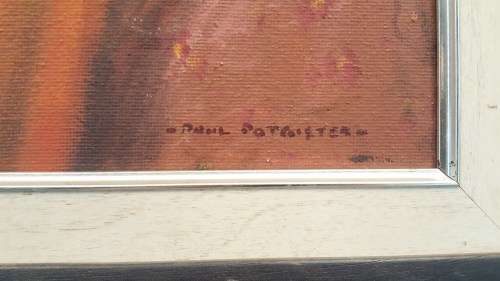 - PAUL POTGIETER -